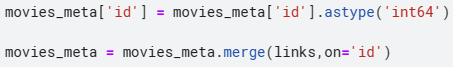 movies_meta['id'] = movies_meta['id'].astype('int64')
movies_meta = movies_meta.merge(links,on='id')